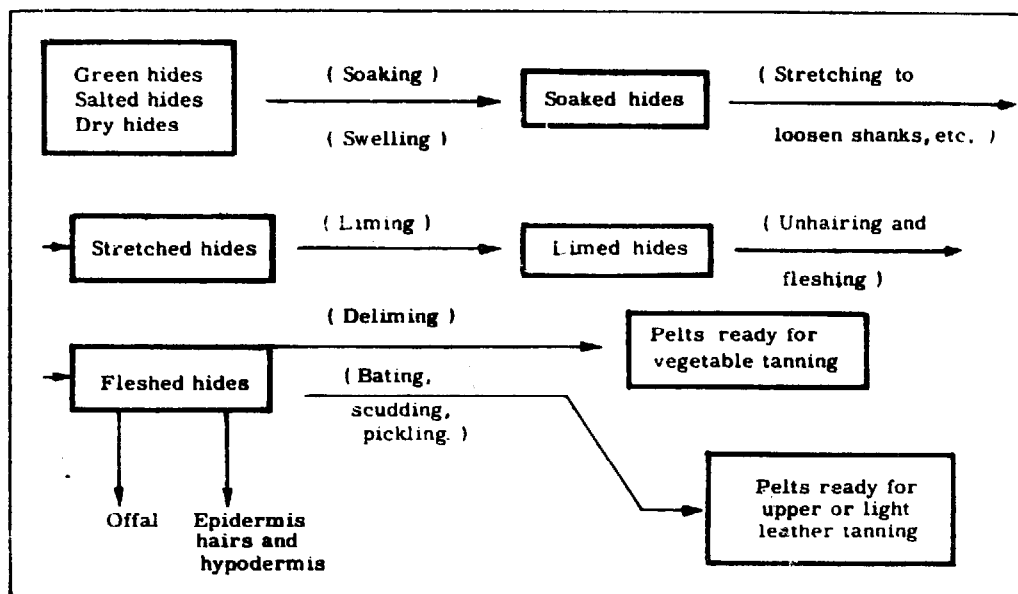 Green hides
Salted hides
Dry hides
( Soaking )
( Swelling )
Soaked hides
( Stretching to
loosen shanks, etc. )
Stretched hides
( Liming )
Limed hides
( Unhairing and
fleshing )
Fleshed hides
( Deliming )
Pelts ready for
vegetable tanning
( Bating,
scudding,
pickling. )
Pelts ready for
upper or light
leather tanning
Offal
Epidermis
hairs and
hypodermis